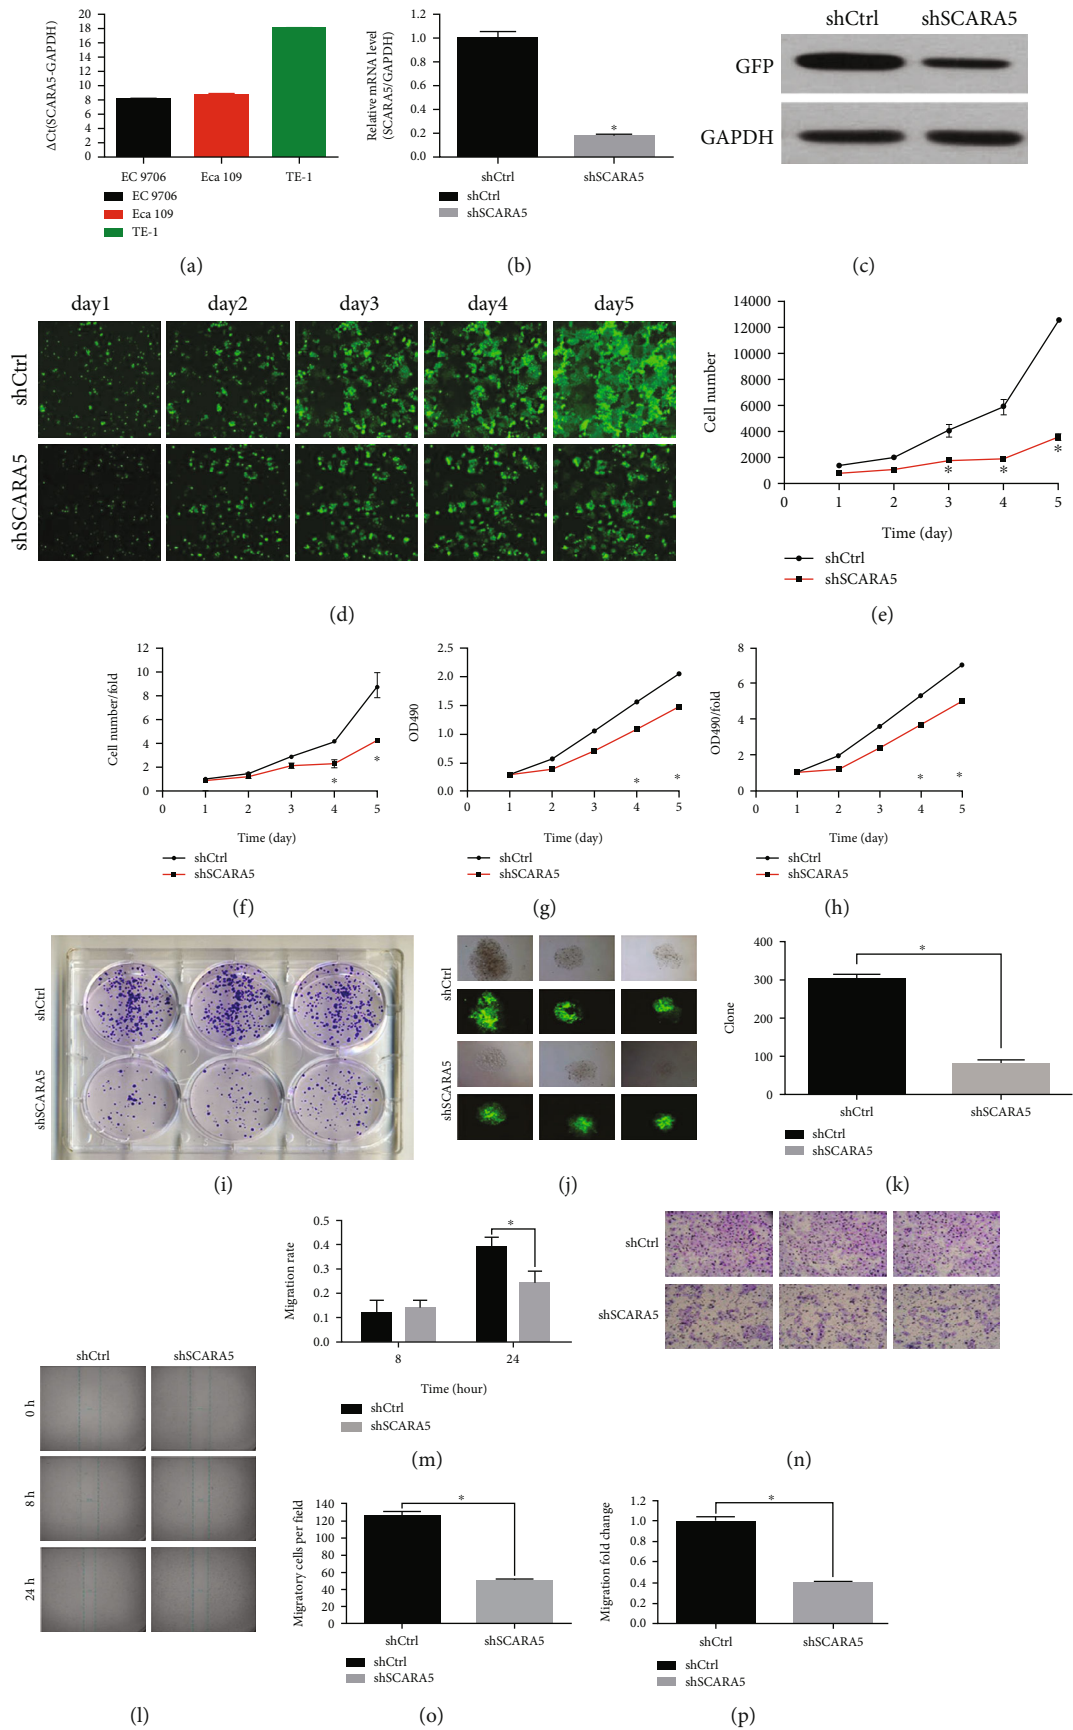 ΔCt(SCARA5-GAPDH)
20
18
16
14
12
10
8
6
4
2
0
EC 9706 Eca 109 TE-1
EC 9706
Eca 109
TE-1
(a)
Relative mRNA level
(SCARA5/GAPDH)
1.2
1.0
0.8
0.6
0.4
0.2
0.0
*
shCtrl shSCARA5
shCtrl
shSCARA5
(b)
shCtrl shSCARA5
GFP
GAPDH
(c)
day1 day2 day3 day4 day5
shCtrl
shSCARA5
(d)
Cell number
14000
12000
10000
8000
6000
4000
2000
0
* * *
0 1 2 3 4 5
Time (day)
shCtrl
shSCARA5
(e)
Cell number/fold
12
10
8
6
4
2
0
* *
0 1 2 3 4 5
Time (day)
shCtrl
shSCARA5
(f)
OD490
2.5
2.0
1.5
1.0
0.5
0.0
* *
0 1 2 3 4 5
Time (day)
shCtrl
shSCARA5
(g)
OD490/fold
8
6
4
2
0
* *
0 1 2 3 4 5
Time (day)
shCtrl
shSCARA5
(h)
shCtrl
shSCARA5
(i)
shCtrl
shSCARA5
(j)
Clone
400
300
200
100
0
*
shCtrl shSCARA5
shCtrl
shSCARA5
(k)
shCtrl shSCARA5
0 h
8 h
24 h
(l)
Migration rate
0.5
0.4
0.3
0.2
0.1
0.0
*
8 24
Time (hour)
shCtrl
shSCARA5
(m)
shCtrl
shSCARA5
(n)
Migratory cells per field
140
120
100
80
60
40
20
0
*
shCtrl shSCARA5
shCtrl
shSCARA5
(o)
Migration fold change
1.2
1.0
0.8
0.6
0.4
0.2
0.0
*
shCtrl shSCARA5
shCtrl
shSCARA5
(p)